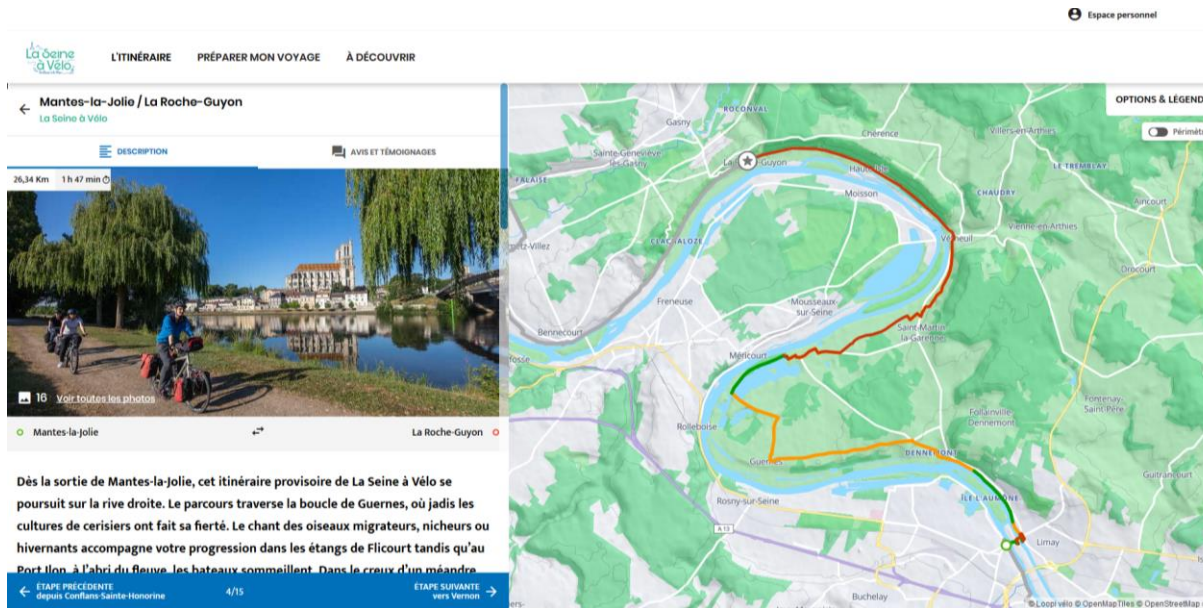 Espace personnel
La Seine
à Vélo
L'ITINÉRAIRE PRÉPARER MON VOYAGE À DÉCOUVRIR
Mantes-la-Jolie / La Roche-Guyon
La Seine à Vélo
DESCRIPTION AVIS ET TÉMOIGNAGES
26,34 Km 1 h 47 min
16 Voir toutes les photos
Mantes-la-Jolie La Roche-Guyon
Dès la sortie de Mantes-la-Jolie, cet itinéraire provisoire de La Seine à Vélo se
poursuit sur la rive droite. Le parcours traverse la boucle de Guernes, où jadis les
cultures de cerisiers ont fait sa fierté. Le chant des oiseaux migrateurs, nicheurs ou
hivernants accompagne votre progression dans les étangs de Flicourt tandis qu'au
Port Ilon, à l'abri du fleuve, les bateaux sommeillent. Dans le creux d'un méandre
ÉTAPE PRÉCÉDENTE
depuis Conflans-Sainte-Honorine
4/15
ÉTAPE SUIVANTE
vers Vernon
OPTIONS & LÉGEND
Périmèt
ROCONVAL
Gasny
Chérence
Villers-en-Arthies
Sainte-Geneviève
-lès-Gasny
La Guyon
Haute-Isle
LE TREMBLAY
FALAISE
Moisson
CHAUDRY
Aincourt
Vienne-en-Arthies
CLACHALOZE
etz-Villez
Vétheuil
Drocourt
Freneuse
Mousseaux
-sur-Seine
Bennecourt
Saint-Martin
-la-Garenne
fosse
Méricourt
Rolleboise
Follainville-
Dennemont
Fontenay-
Saint-Père
Guernes
DENNEMONT
Guitrancourt
Rosny-sur-Seine
ÎLE L'AUMÔNE
A 13
Limay
Buchelay
© Loopi vélo © OpenMapTiles © OpenStreetMap